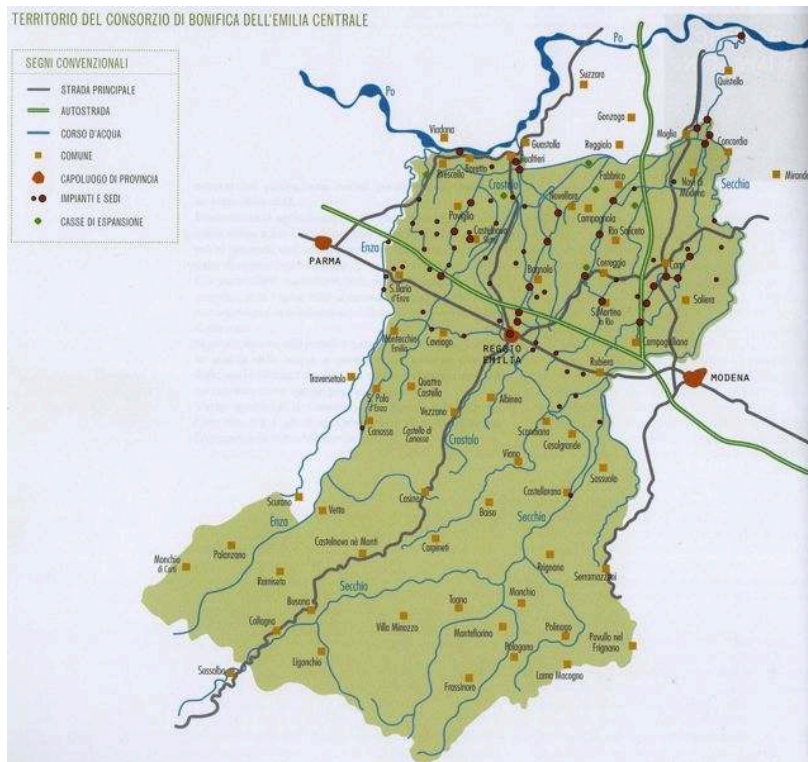 TERRITORIO DEL CONSORZIO DI BONIFICA DELL'EMILIA CENTRALE
SEGNI CONVENZIONALI
STRADA PRINCIPALE
AUTOSTRADA
CORSO D'ACQUA
COMUNE
CAPOLUOGO DI PROVINCIA
IMPIANTI E SEDI
CASSE DI ESPANSIONE
Po
Po
Suzzara
Quistello
Gonzaga
Viadana
Guastalla
Reggiolo
Moglia
Concordia
Gualtieri
Boretto
Brescello
Fabbrico
Novi di
Modena
Secchia
Mirando
Crostolo
Poviglio
Novellara
Campagnola
Castelnovo
Rio Saliceto
Enza
PARMA
Bagnolo
Correggio
Carpi
S. Ilario
d'Enza
S. Martino
in Rio
Soliera
Montecchio
Emilia
Cavriago
REGGIO
EMILIA
Campogalliano
Rubiera
MODENA
Traversetolo
Quattro
Castella
S. Polo
d'Enza
Vezzano
Albinea
Canossa
Castello di
Canossa
Crostolo
Scandiano
Casalgrande
Viano
Sassuolo
Castellarano
Scurano
Casina
Baiso
Vetto
Enza
Secchia
Castelnovo nè Monti
Carpineti
Palanzano
Monchio
di Corti
Ramiseto
Prignano
Serramazzoni
Secchia
Busana
Toano
Monchio
Collagna
Villa Minozzo
Montefiorino
Polinago
Pavullo nel
Frignano
Ligonchio
Palagano
Sassalbo
Frassinoro
Lama Mocogno